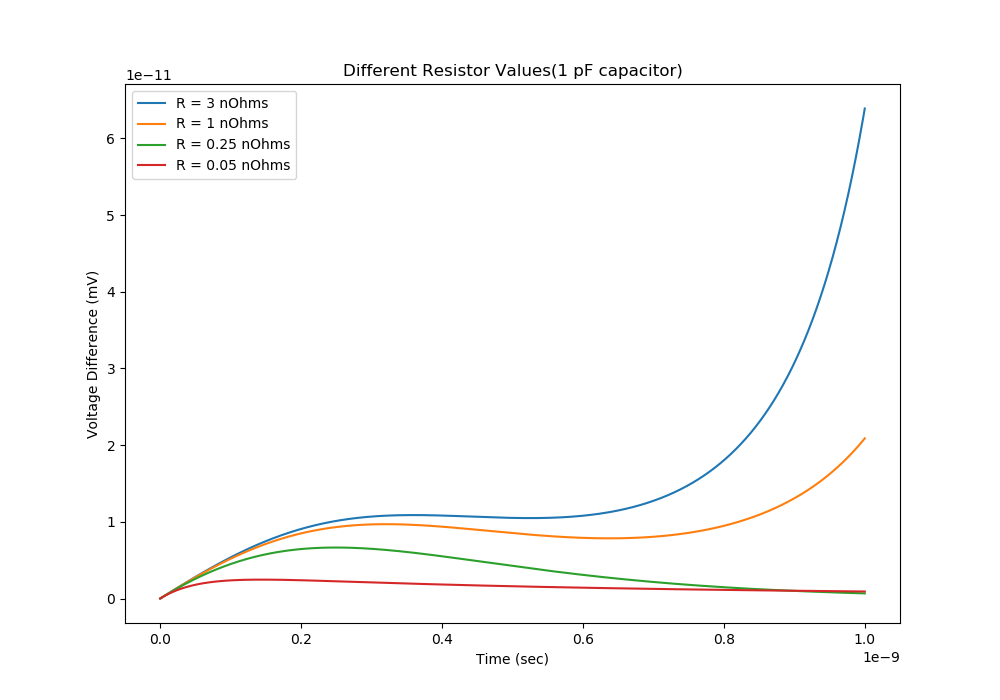 Different Resistor Values(1 pF capacitor)
1e−11
R = 3 nOhms
R = 1 nOhms
R = 0.25 nOhms
R = 0.05 nOhms
6
5
4
3
2
1
0
Voltage Difference (mV)
0.0 0.2 0.4 0.6 0.8 1.0
1e−9
Time (sec)